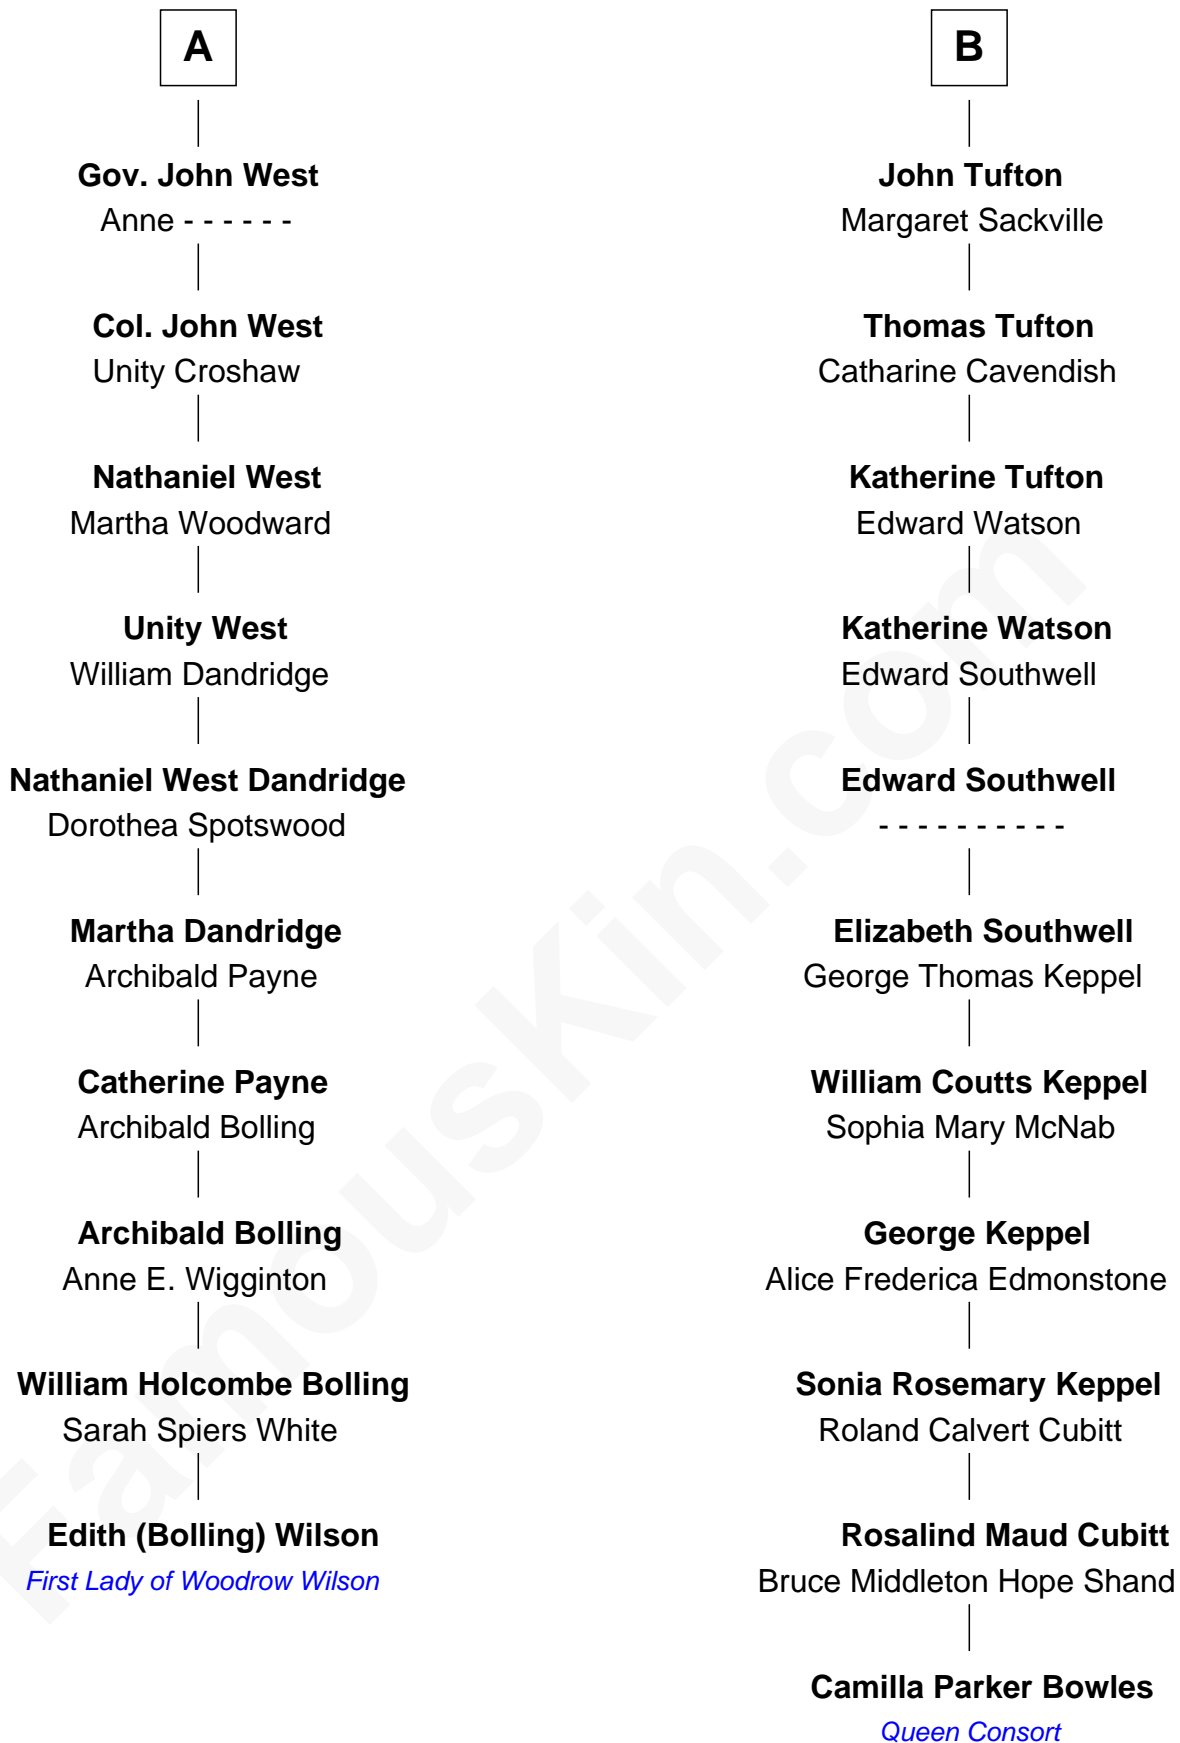 A
Gov. John West
Anne - - - - - -
Col. John West
Unity Croshaw
Nathaniel West
Martha Woodward
Unity West
William Dandridge
Nathaniel West Dandridge
Dorothea Spotswood
Martha Dandridge
Archibald Payne
Catherine Payne
Archibald Bolling
Archibald Bolling
Anne E. Wigginton
William Holcombe Bolling
Sarah Spiers White
Edith (Bolling) Wilson
First Lady of Woodrow Wilson
B
John Tufton
Margaret Sackville
Thomas Tufton
Catharine Cavendish
Katherine Tufton
Edward Watson
Katherine Watson
Edward Southwell
Edward Southwell
- - - - - - - - - -
Elizabeth Southwell
George Thomas Keppel
William Coutts Keppel
Sophia Mary McNab
George Keppel
Alice Frederica Edmonstone
Sonia Rosemary Keppel
Roland Calvert Cubitt
Rosalind Maud Cubitt
Bruce Middleton Hope Shand
Camilla Parker Bowles
Queen Consort
FamousKin.com